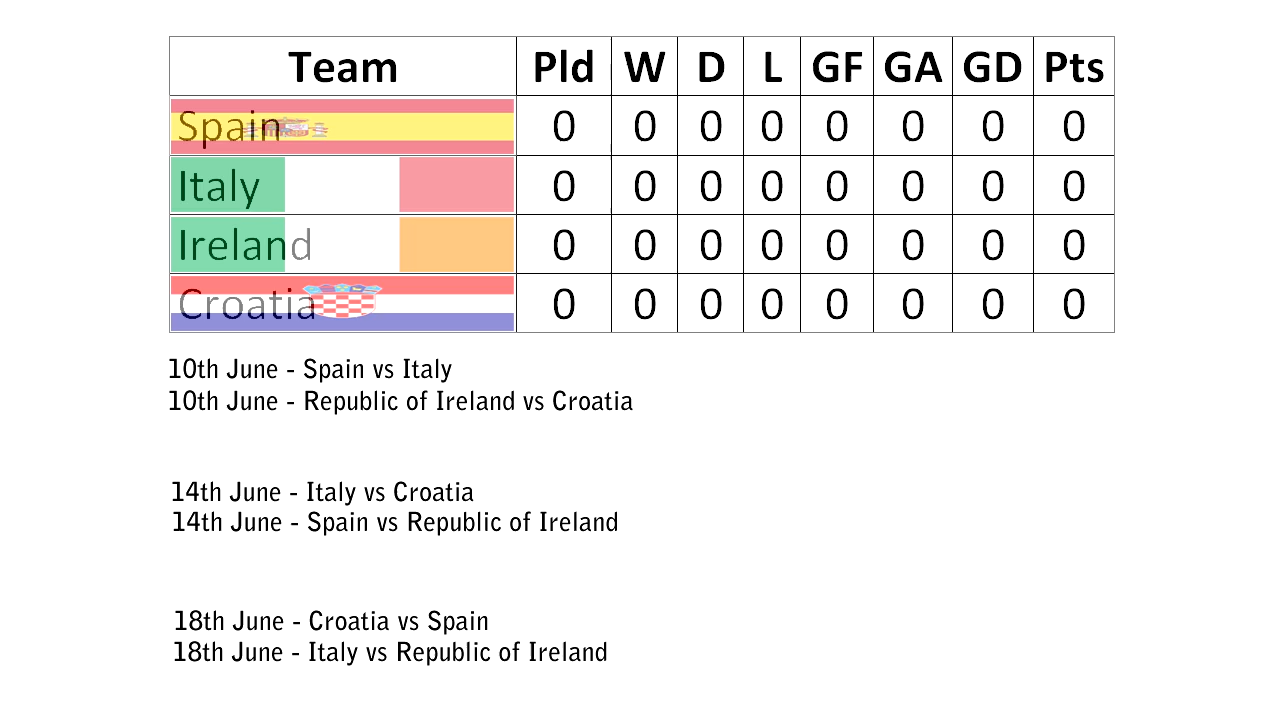 Team Pld W D L GF GA GD Pts
Spain 0 0 0 0 0 0 0 0
Italy 0 0 0 0 0 0 0 0
Ireland 0 0 0 0 0 0 0 0
Croatia 0 0 0 0 0 0 0 0
10th June - Spain vs Italy
10th June - Republic of Ireland vs Croatia
14th June - Italy vs Croatia
14th June - Spain vs Republic of Ireland
18th June - Croatia vs Spain
18th June - Italy vs Republic of Ireland